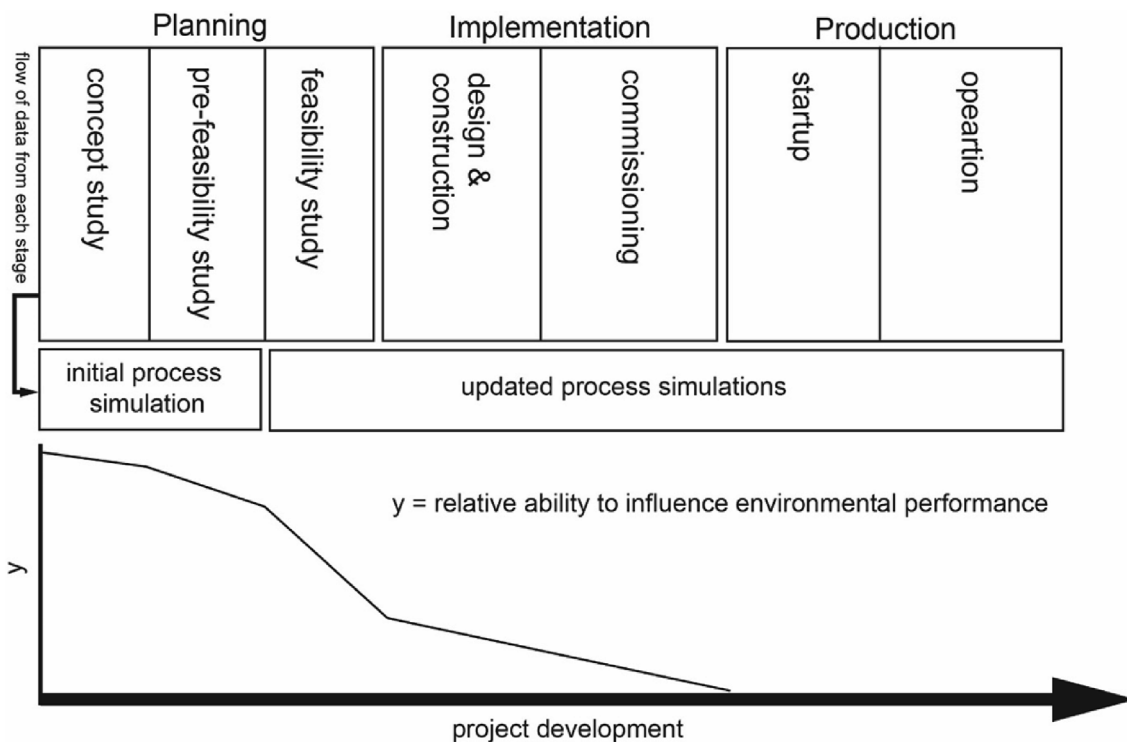 Planning
Implementation
Production
flow of data from each stage
concept study
pre-feasibility study
feasibility study
design &
construction
commissioning
startup
opeartion
initial process
simulation
updated process simulations
y = relative ability to influence environmental performance
y
project development